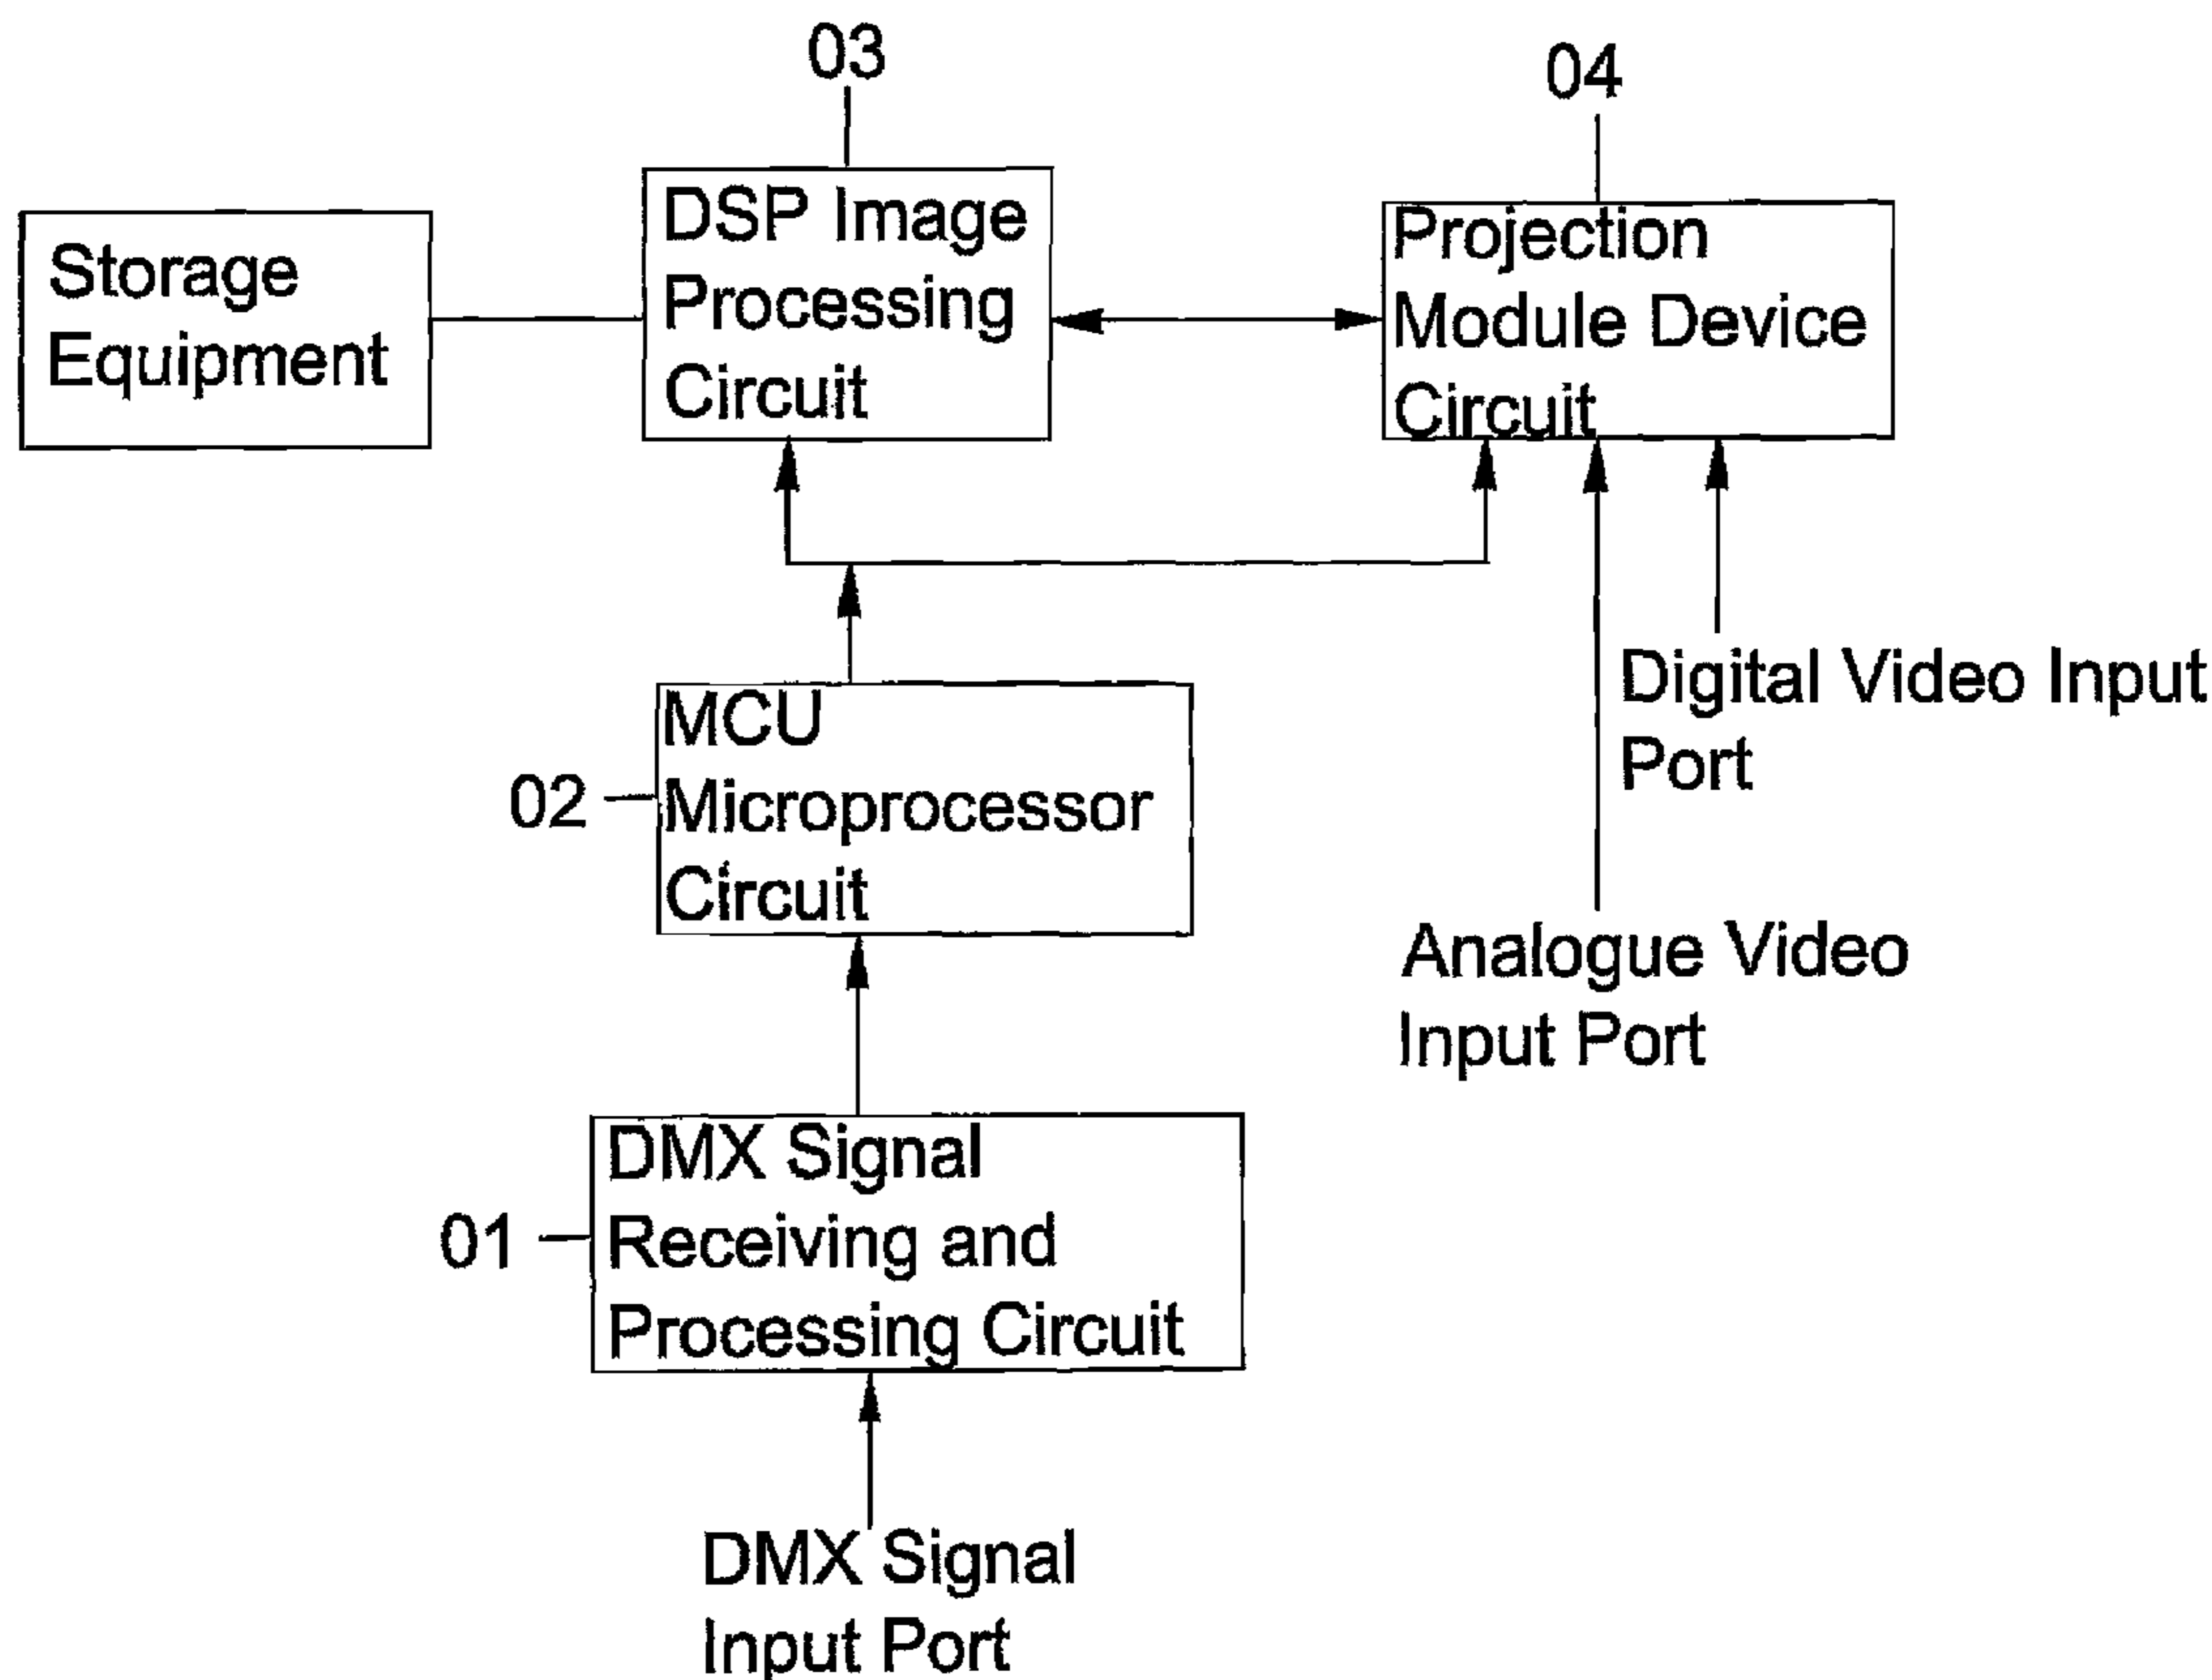 03
04
Storage
Equipment
DSP Image
Processing
Circuit
Projection
Module Device
Circuit
Digital Video Input
Port
02
MCU
Microprocessor
Circuit
Analogue Video
Input Port
01
DMX Signal
Receiving and
Processing Circuit
DMX Signal
Input Port